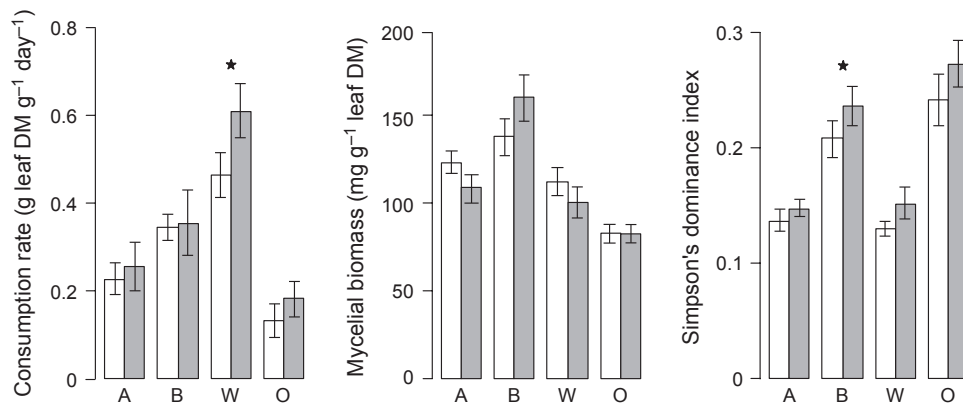 Consumption rate (g leaf DM g⁻¹ day⁻¹)
0.8
0.6
0.4
0.2
0
★
A B W O
Mycelial biomass (mg g⁻¹ leaf DM)
200
150
100
50
0
A B W O
Simpson's dominance index
0.3
0.2
0.1
0
★
A B W O